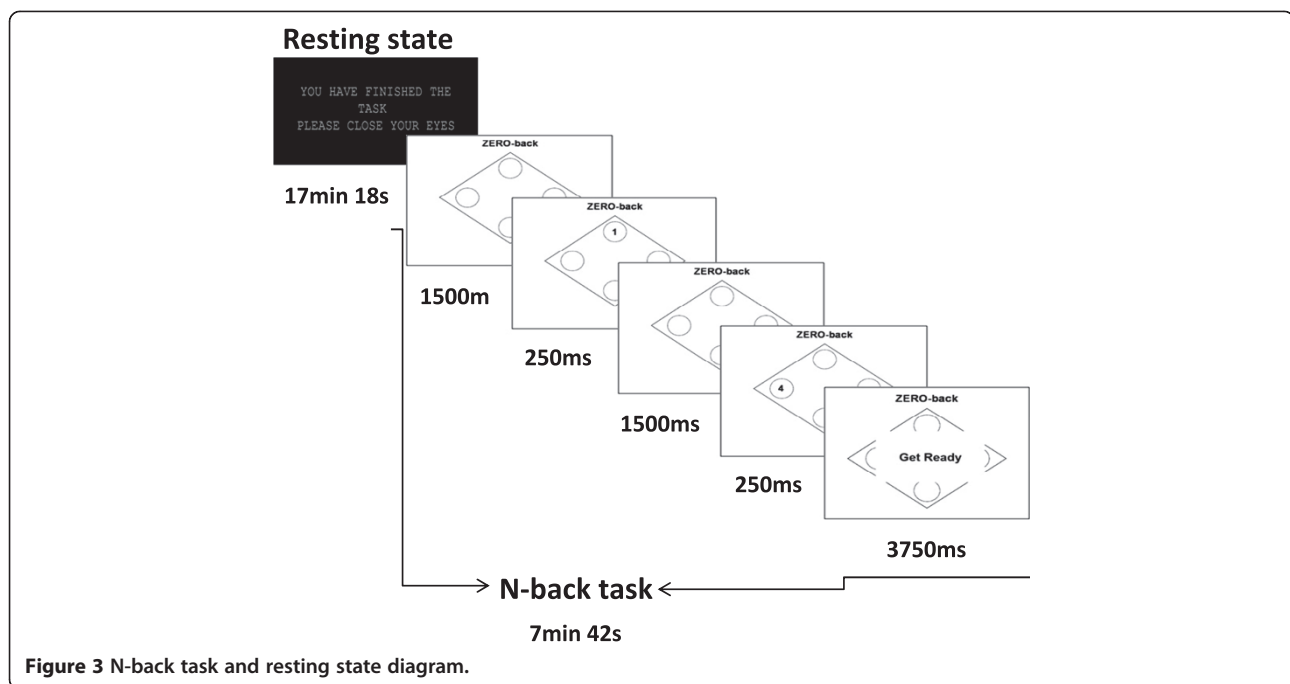 Resting state
YOU HAVE FINISHED THE
TASK
PLEASE CLOSE YOUR EYES
17min 18s
ZERO-back
1500m
ZERO-back
1
250ms
ZERO-back
1500ms
ZERO-back
4
250ms
ZERO-back
Get Ready
3750ms
N-back task
7min 42s
Figure 3 N-back task and resting state diagram.